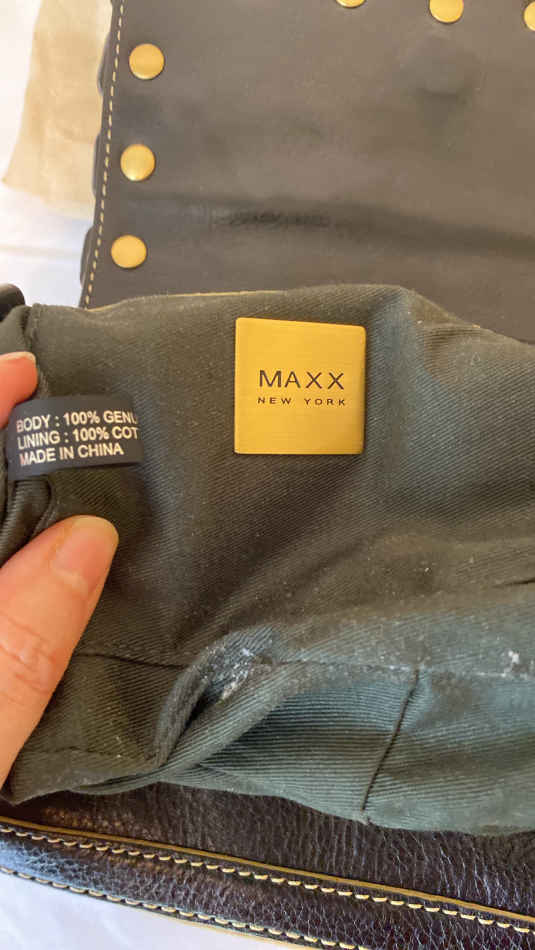 MAXX
NEW YORK
BODY : 100% GENU
LINING : 100% COT
MADE IN CHINA